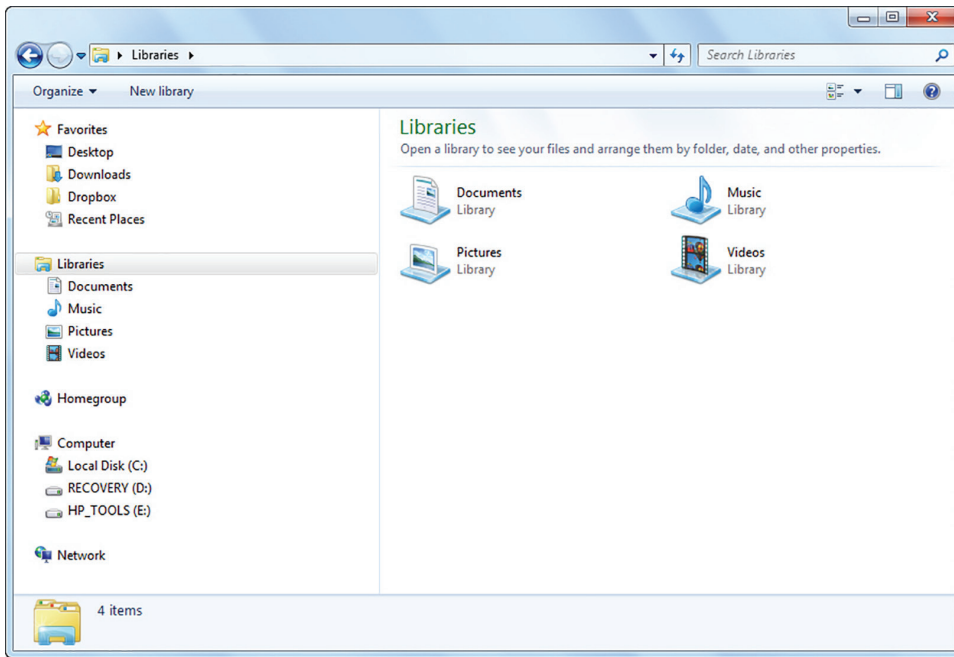 Libraries
Search Libraries
Organize
New library
Favorites
Desktop
Downloads
Dropbox
Recent Places
Libraries
Documents
Music
Pictures
Videos
Homegroup
Computer
Local Disk (C:)
RECOVERY (D:)
HP_TOOLS (E:)
Network
Libraries
Open a library to see your files and arrange them by folder, date, and other properties.
Documents
Library
Music
Library
Pictures
Library
Videos
Library
4 items